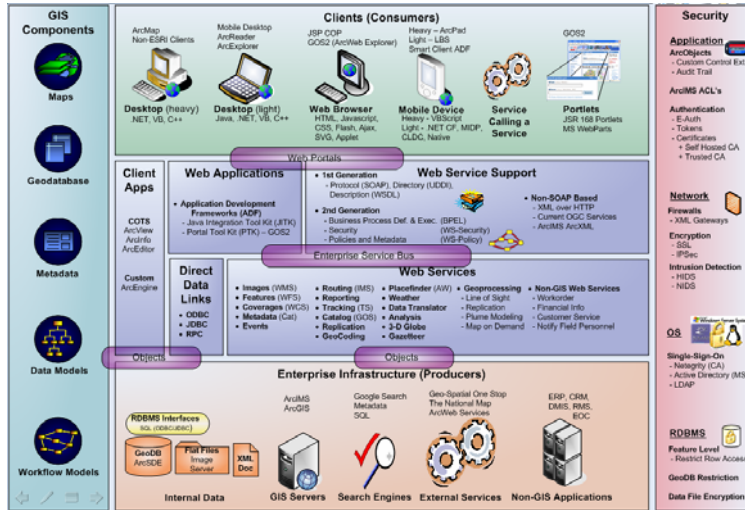 GIS
Components
Maps
Geodatabase
Metadata
Data Models
Workflow Models
Clients (Consumers)
ArcMap
Non-ESRI Clients
Desktop (heavy)
.NET, VB, C++
Mobile Desktop
ArcReader
ArcExplorer
Desktop (light)
Java, .NET, VB, C++
JSP COP
GOS2 (ArcWeb Explorer)
Web Browser
HTML, Javascript,
CSS, Flash, Ajax,
SVG, Applet
Heavy – ArcPad
Light – LBS
Smart Client ADF
Mobile Device
Heavy - VBScript
Light - .NET CF, MIDP,
CLDC, Native
Service
Calling a
Service
GOS2
Portlets
JSR 168 Portlets
MS WebParts
Web Portals
Client
Apps
COTS
ArcView
ArcInfo
ArcEditor
Custom
ArcEngine
Web Applications
• Application Development
Frameworks (ADF)
- Java Integration Tool Kit (JITK)
- Portal Tool Kit (PTK) – GOS2
Web Service Support
• 1st Generation
- Protocol (SOAP), Directory (UDDI),
Description (WSDL)
• 2nd Generation
- Business Process Def. & Exec. (BPEL)
- Security (WS-Security)
- Policies and Metadata (WS-Policy)
• Non-SOAP Based
- XML over HTTP
- Current OGC Services
- ArcIMS ArcXML
Enterprise Service Bus
Direct
Data
Links
• ODBC
• JDBC
• RPC
Web Services
• Images (WMS)
• Features (WFS)
• Coverages (WCS)
• Metadata (Cat)
• Events
• Routing (IMS)
• Reporting
• Tracking (TS)
• Catalog (GOS)
• Replication
• GeoCoding
• Placefinder (AW)
• Weather
• Data Translator
• Analysis
• 3-D Globe
• Gazetteer
• Geoprocessing
- Line of Sight
- Replication
- Plume Modeling
- Map on Demand
• Non-GIS Web Services
- Workorder
- Financial Info
- Customer Service
- Notify Field Personnel
Objects
Objects
Enterprise Infrastructure (Producers)
RDBMS Interfaces
SQL (ODBC/JDBC)
GeoDB
ArcSDE
Flat Files
Image
Server
XML
Doc
Internal Data
ArcIMS
ArcGIS
GIS Servers
Google Search
Metadata
SQL
Search Engines
Geo-Spatial One Stop
The National Map
ArcWeb Services
External Services
ERP, CRM,
DMIS, RMS,
EOC
Non-GIS Applications
Security
Application
ArcObjects
- Custom Control Ext
- Audit Trail
ArcIMS ACL's
Authentication
- E-Auth
- Tokens
- Certificates
+ Self Hosted CA
+ Trusted CA
Network
Firewalls
- XML Gateways
Encryption
- SSL
- IPSec
Intrusion Detection
- HIDS
- NIDS
OS
Windows Server Syst
Single-Sign-On
- Netegrity (CA)
- Active Directory (MS
- LDAP
RDBMS
Feature Level
- Restrict Row Access
GeoDB Restriction
Data File Encryption